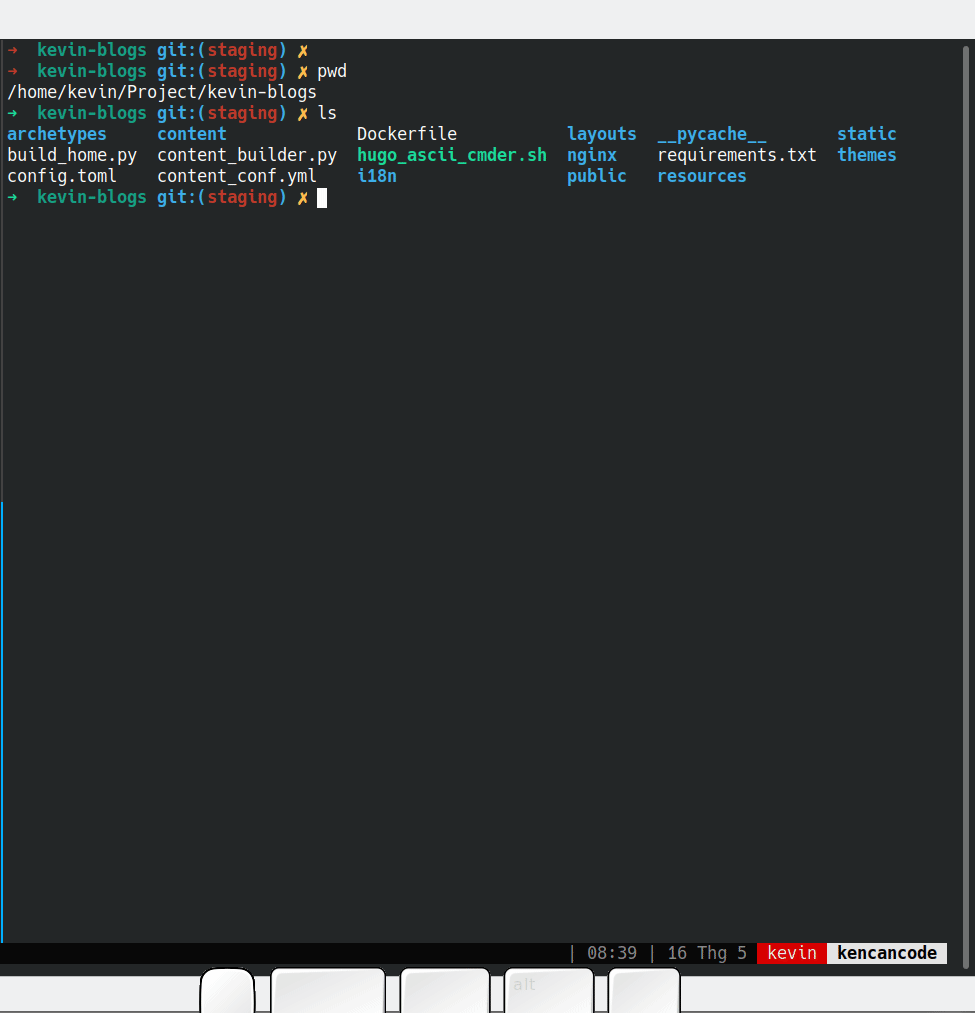 ➜  kevin-blogs git:(staging) ✗
➜  kevin-blogs git:(staging) ✗ pwd
/home/kevin/Project/kevin-blogs
➜  kevin-blogs git:(staging) ✗ ls
archetypes     content             Dockerfile           layouts  __pycache__       static
build_home.py  content_builder.py  hugo_ascii_cmder.sh  nginx    requirements.txt  themes
config.toml    content_conf.yml    i18n                 public   resources
➜  kevin-blogs git:(staging) ✗
| 08:39 | 16 Thg 5 kevin kencancode
alt